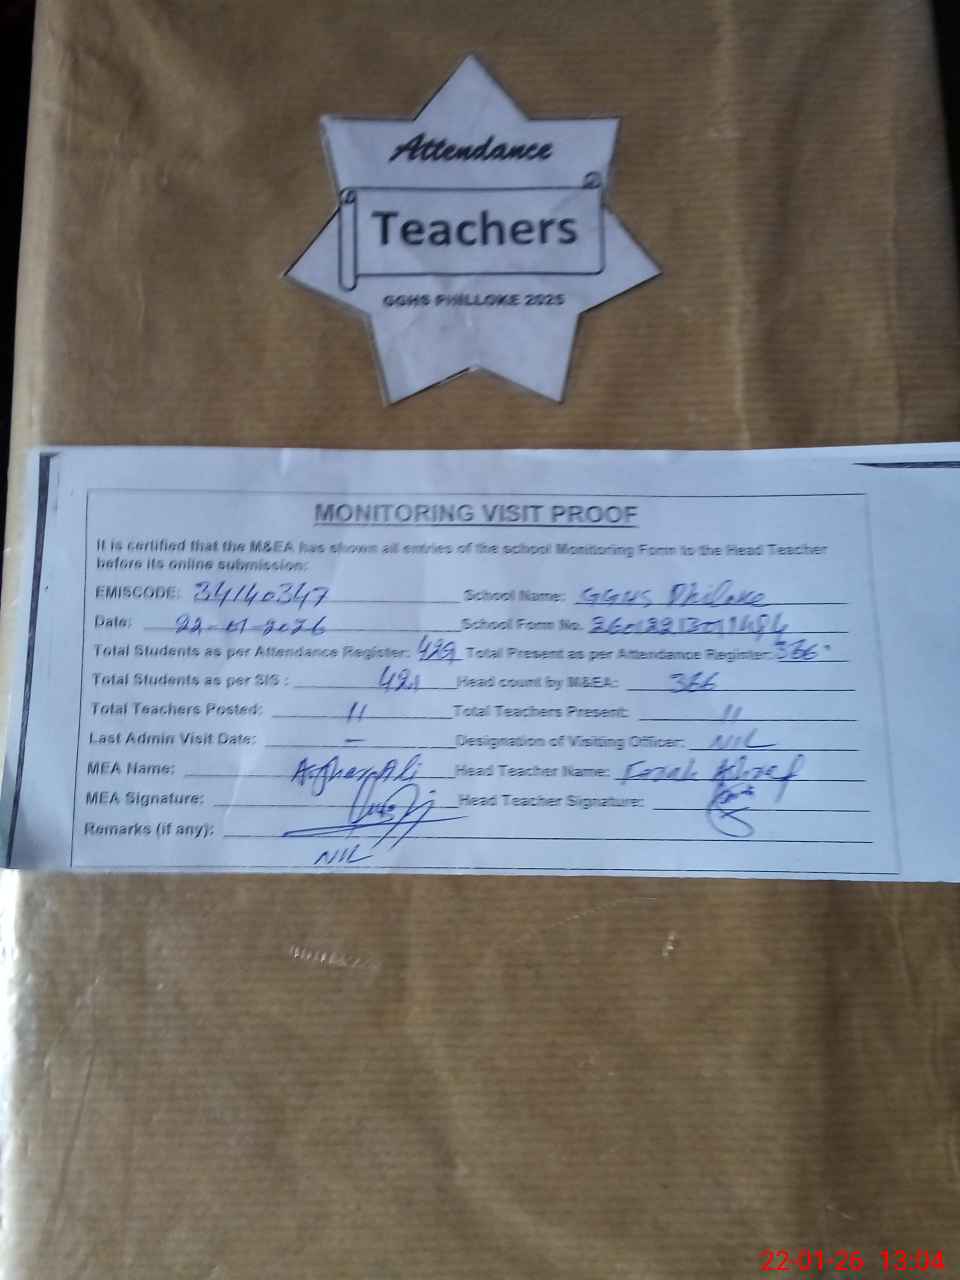 Attendance
Teachers
GGHS PHILLOKE 2025
MONITORING VISIT PROOF
It is certified that the M&EA has shown all entries of the school Monitoring Form to the Head Teacher
before its online submission:
EMISCODE: 34140347 School Name: GGHS Philoke
Date: 22-01-2026 School Form No.
Total Students as per Attendance Register: 429 Total Present as per Attendance Register: 366
Total Students as per SIS : 421 Head count by M&EA: 366
Total Teachers Posted: 11 Total Teachers Present: 11
Last Admin Visit Date: — Designation of Visiting Officer: NIL
MEA Name: Ali Head Teacher Name:
MEA Signature: Head Teacher Signature:
Remarks (if any):
NIL
22-01-26 13:04